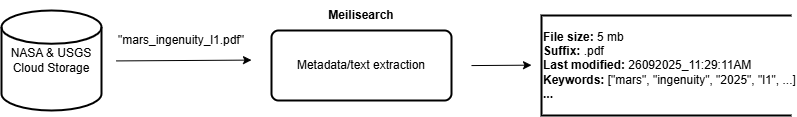 Meilisearch
NASA & USGS
Cloud Storage
"mars_ingenuity_l1.pdf"
Metadata/text extraction
File size: 5 mb
Suffix: .pdf
Last modified: 26092025_11:29:11AM
Keywords: ["mars", "ingenuity", "2025", "l1", ...]
...